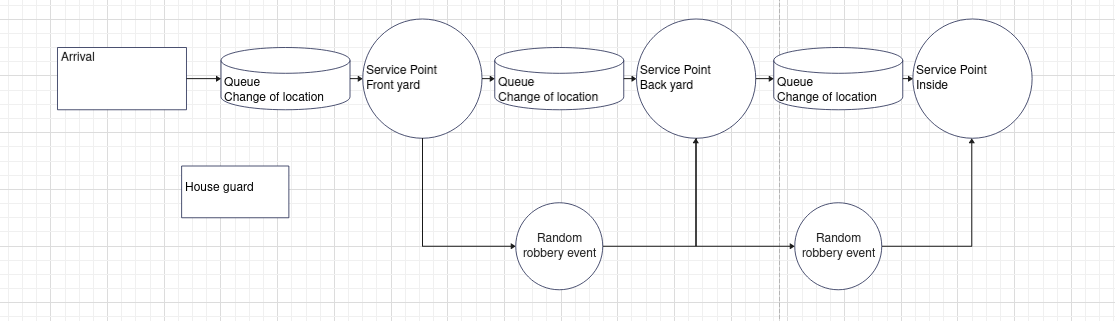 Arrival
Queue
Change of location
Service Point
Front yard
Queue
Change of location
Service Point
Back yard
Queue
Change of location
Service Point
Inside
House guard
Random
robbery event
Random
robbery event